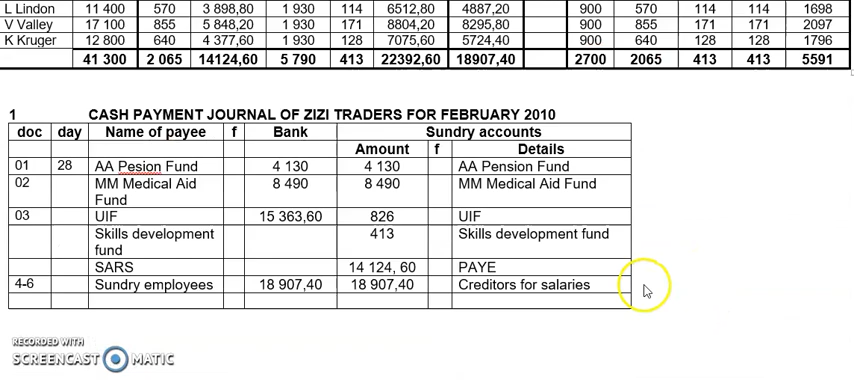 L Lindon 11 400 570 3 898,80 1 930 114 6512,80 4887,20 900 570 114 114 1698
V Valley 17 100 855 5 848,20 1 930 171 8804,20 8295,80 900 855 171 171 2097
K Kruger 12 800 640 4 377,60 1 930 128 7075,60 5724,40 900 640 128 128 1796
41 300 2 065 14124,60 5 790 413 22392,60 18907,40 2700 2065 413 413 5591
1 CASH PAYMENT JOURNAL OF ZIZI TRADERS FOR FEBRUARY 2010
doc day Name of payee f Bank Sundry accounts
Amount f Details
01 28 AA Pesion Fund 4 130 4 130 AA Pension Fund
02 MM Medical Aid 8 490 8 490 MM Medical Aid Fund
Fund
03 UIF 15 363,60 826 UIF
Skills development 413 Skills development fund
fund
SARS 14 124, 60 PAYE
4-6 Sundry employees 18 907,40 18 907,40 Creditors for salaries
RECORDED WITH
SCREENCAST MATIC